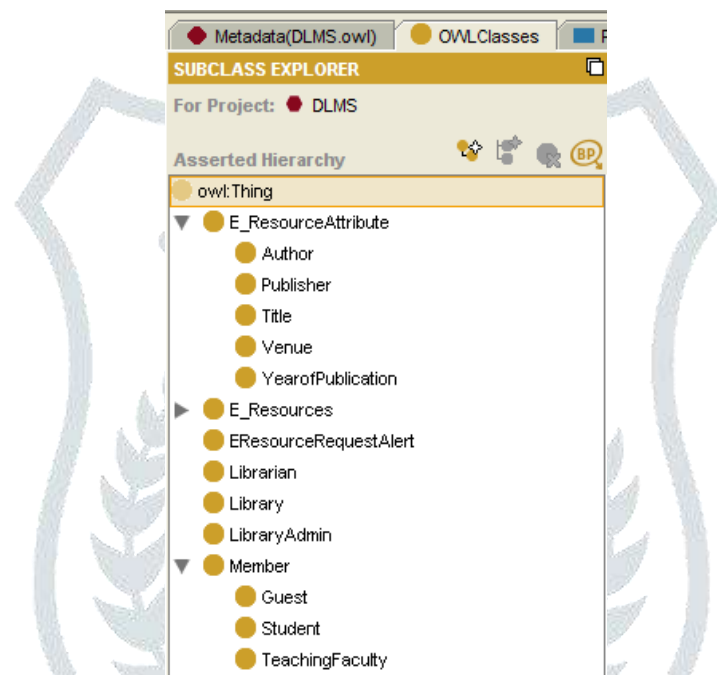 Metadata(DLMS.owl) OWLClasses
SUBCLASS EXPLORER
For Project: DLMS
Asserted Hierarchy BP
owl:Thing
E_ResourceAttribute
Author
Publisher
Title
Venue
YearofPublication
E_Resources
EResourceRequestAlert
Librarian
Library
LibraryAdmin
Member
Guest
Student
TeachingFaculty